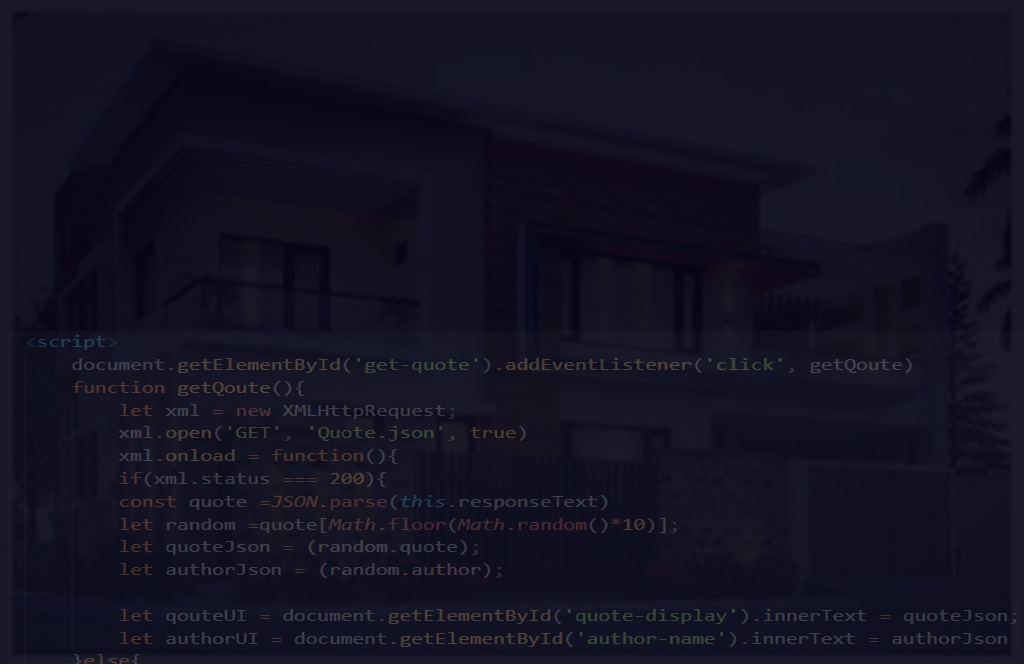 <script>
document.getElementById('get-quote').addEventListener('click', getQoute)
function getQoute(){
let xml = new XMLHttpRequest;
xml.open('GET', 'Quote.json', true)
xml.onload = function(){
if(xml.status === 200){
const quote =JSON.parse(this.responseText)
let random =quote[Math.floor(Math.random()*10)];
let quoteJson = (random.quote);
let authorJson = (random.author);
let qouteUI = document.getElementById('quote-display').innerText = quoteJson;
let authorUI = document.getElementById('author-name').innerText = authorJson
}else{